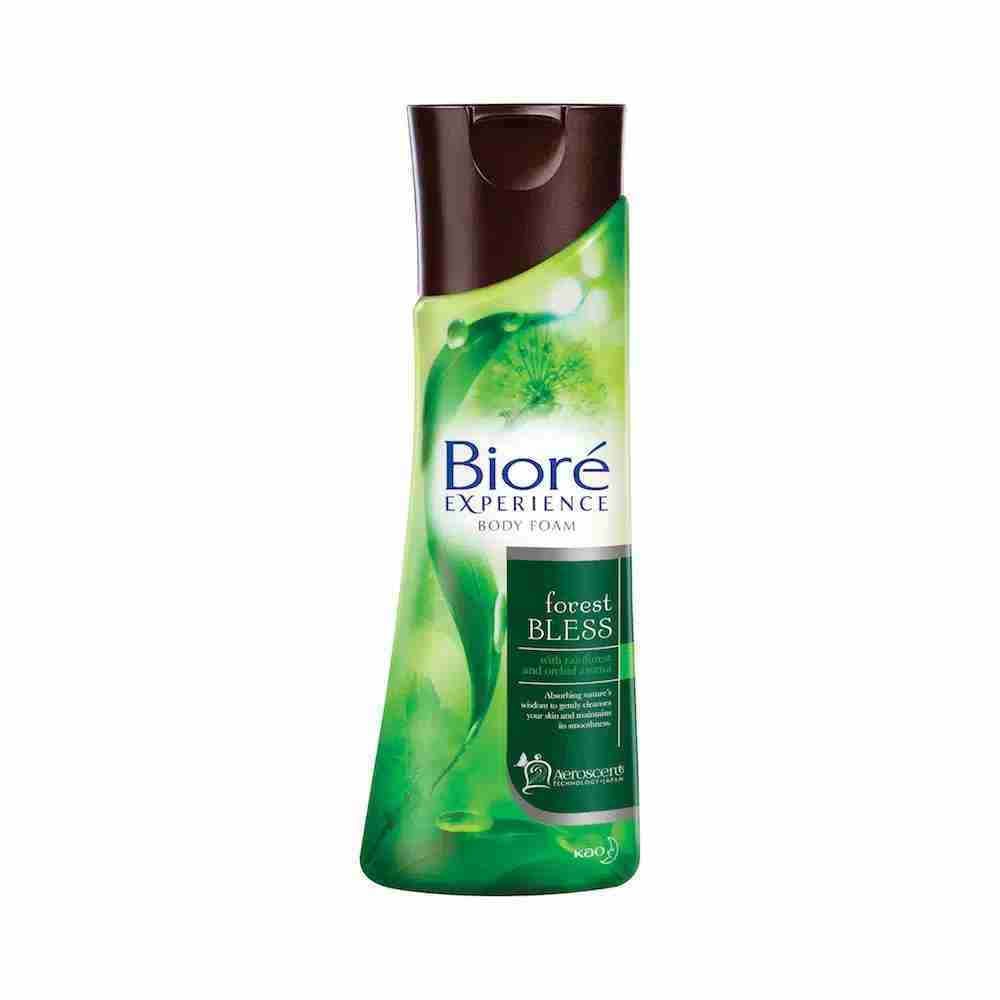 Bioré
EXPERIENCE
BODY FOAM
forest
BLESS
with rainforest
and orchid aroma
Absorbing nature's
wisdom to gently cleanses
your skin and maintains
its smoothness.
Aeroscent
TECHNOLOGY•JAPAN
Kao